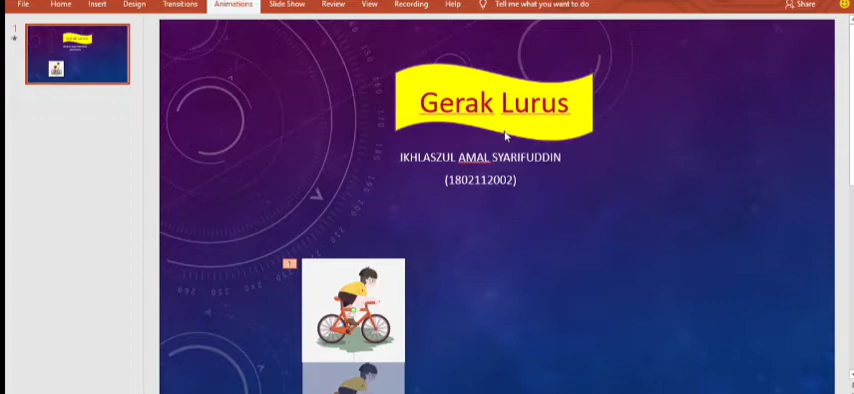 File Home Insert Design Transitions Animations Slide Show Review View Recording Help Tell me what you want to do Share
1
Gerak Lurus
IKHLASZUL AMAL SYARIFUDDIN
(1802112002)
1